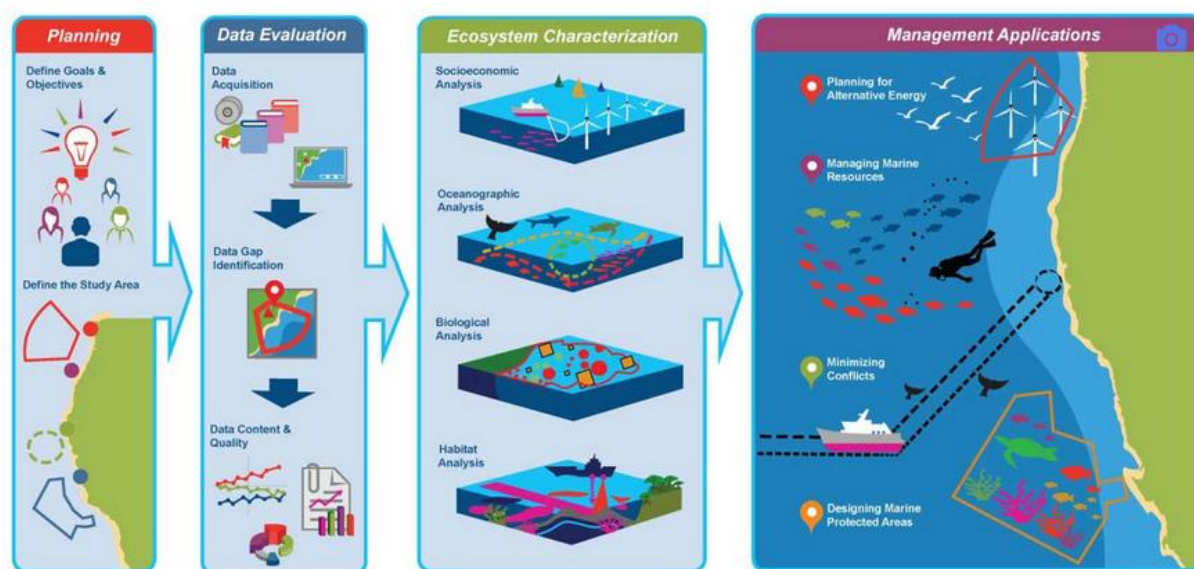 Planning
Define Goals &
Objectives
Define the Study Area
Data Evaluation
Data
Acquisition
Data Gap
Identification
Data Content &
Quality
Ecosystem Characterization
Socioeconomic
Analysis
Oceanographic
Analysis
Biological
Analysis
Habitat
Analysis
Management Applications
Planning for
Alternative Energy
Managing Marine
Resources
Minimizing
Conflicts
Designing Marine
Protected Areas